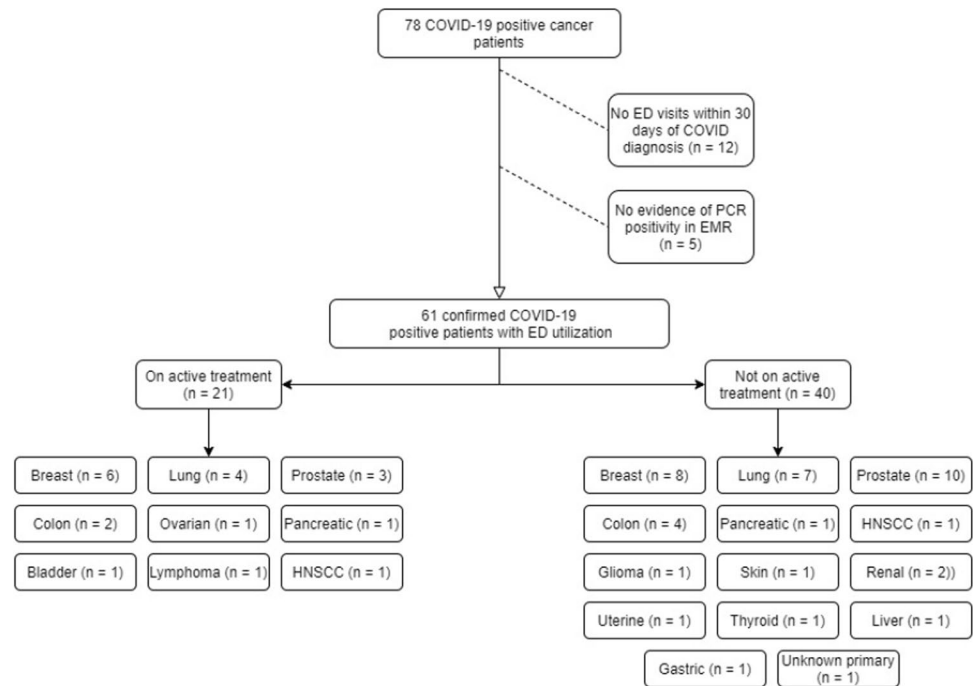 78 COVID-19 positive cancer
patients
No ED visits within 30
days of COVID
diagnosis (n = 12)
No evidence of PCR
positivity in EMR
(n = 5)
61 confirmed COVID-19
positive patients with ED utilization
On active treatment
(n = 21)
Not on active
treatment (n = 40)
Breast (n = 6)
Lung (n = 4)
Prostate (n = 3)
Colon (n = 2)
Ovarian (n = 1)
Pancreatic (n = 1)
Bladder (n = 1)
Lymphoma (n = 1)
HNSCC (n = 1)
Breast (n = 8)
Lung (n = 7)
Prostate (n = 10)
Colon (n = 4)
Pancreatic (n = 1)
HNSCC (n = 1)
Glioma (n = 1)
Skin (n = 1)
Renal (n = 2))
Uterine (n = 1)
Thyroid (n = 1)
Liver (n = 1)
Gastric (n = 1)
Unknown primary
(n = 1)